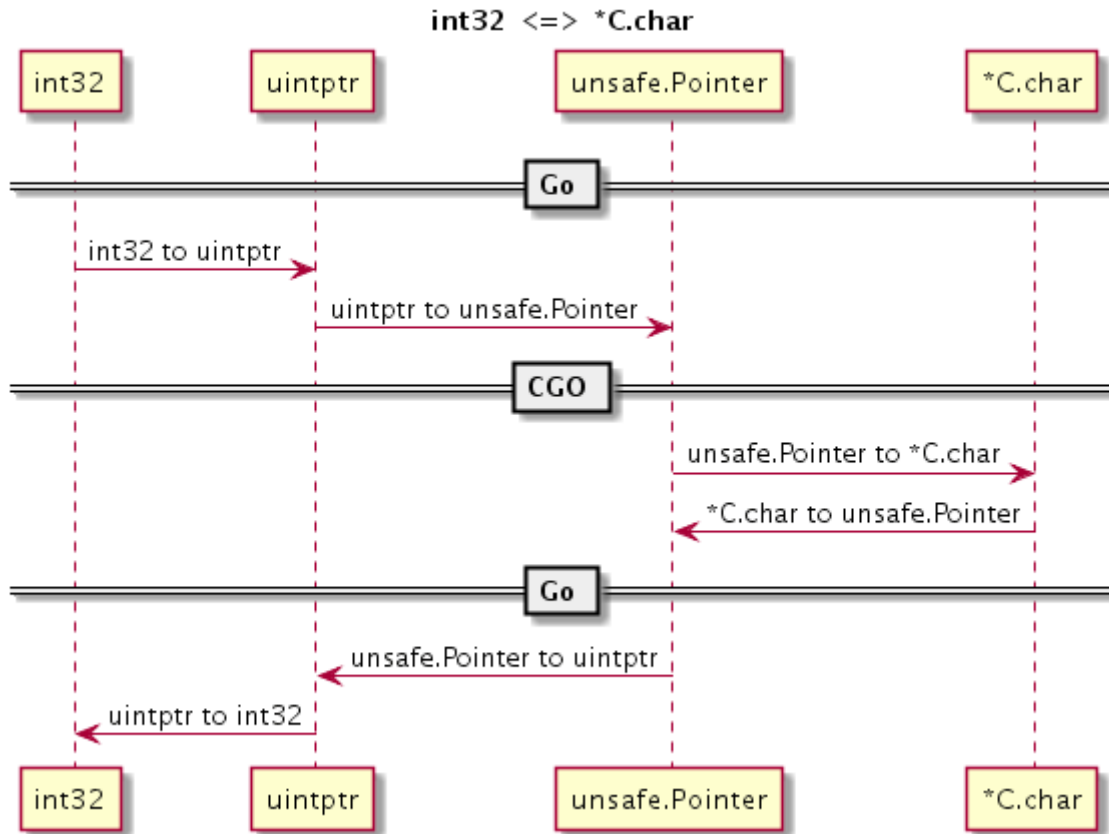 int32 <=> *C.char
int32 uintptr unsafe.Pointer *C.char
Go
int32 to uintptr
uintptr to unsafe.Pointer
CGO
unsafe.Pointer to *C.char
*C.char to unsafe.Pointer
Go
unsafe.Pointer to uintptr
uintptr to int32
int32 uintptr unsafe.Pointer *C.char